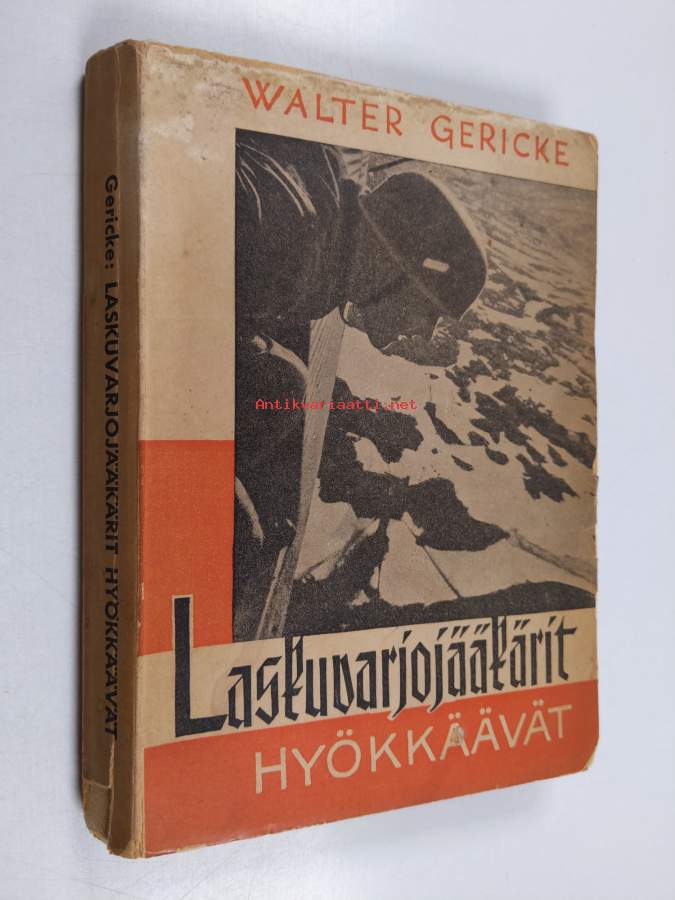 WALTER GERICKE
Laskuvarjojääkärit
HYÖKKÄÄVÄT
Gericke: LASKUVARJOJÄÄKÄRIT HYÖKKÄÄVÄT
Antikvariaatti.net